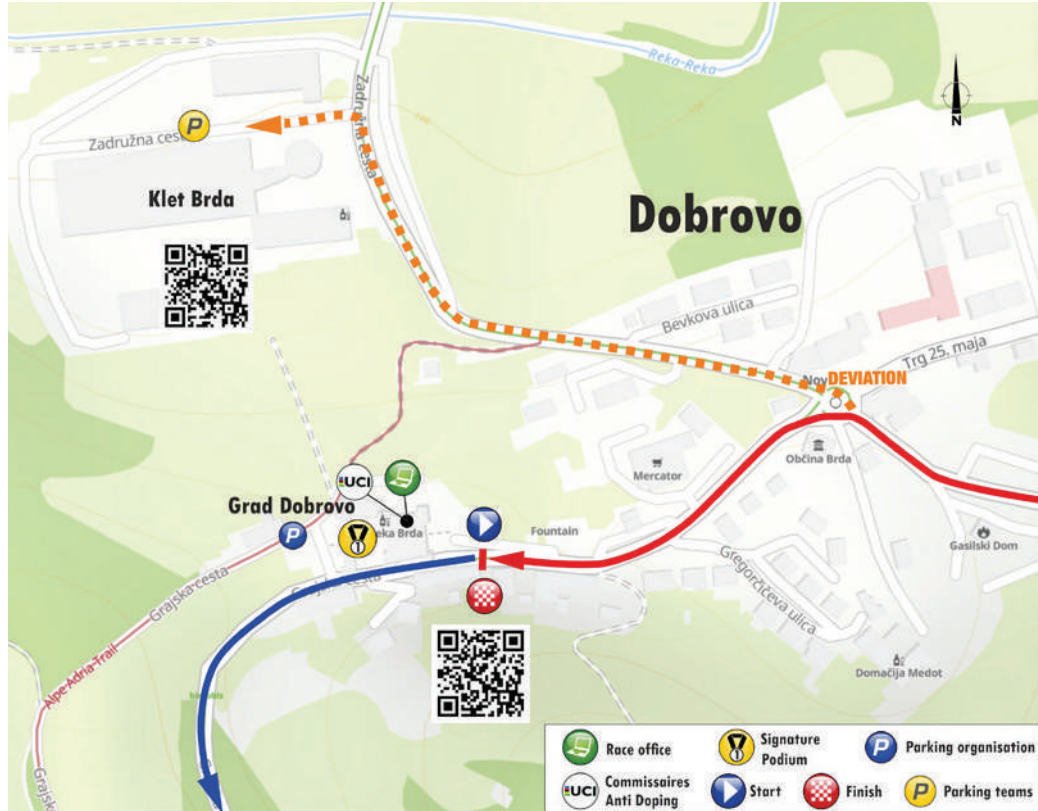 Reka-Reka
N
Zadružna cesta
P
Zadružna cesta
Klet Brda
Dobrovo
Bevkova ulica
Trg 25. maja
DEVIATION
Občina Brda
Mercator
UCI
Grad Dobrovo
P
1
Fountain
Gasilski Dom
Grajska cesta
Gregorčičeva ulica
Domačija Medot
Alpe Adria Trail
Race office
1
Signature
Podium
P
Parking organisation
UCI
Commissaires
Anti Doping
Start
Finish
P
Parking teams